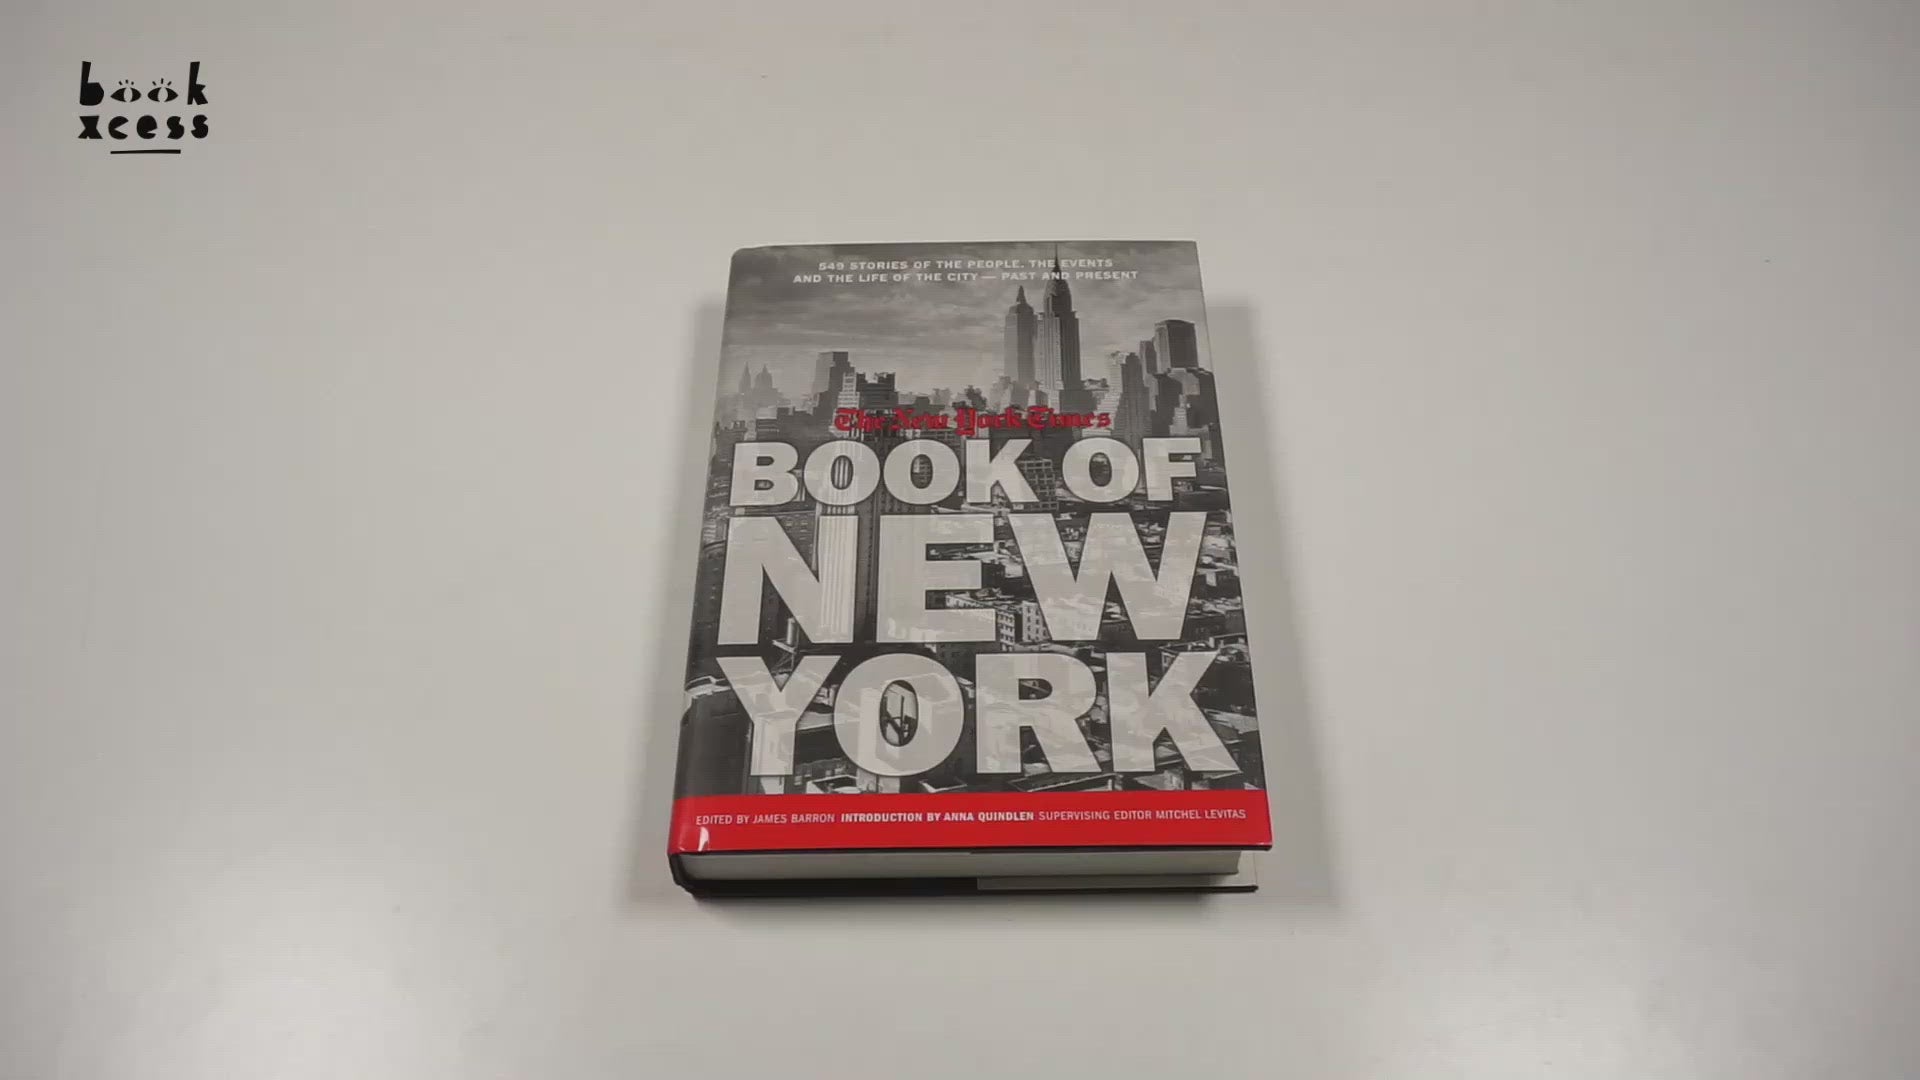 book
xcess
549 STORIES OF THE PEOPLE, THE EVENTS
AND THE LIFE OF THE CITY — PAST AND PRESENT
The New York Times
BOOK OF
NEW
YORK
EDITED BY JAMES BARRON INTRODUCTION BY ANNA QUINDLEN SUPERVISING EDITOR MITCHEL LEVITAS